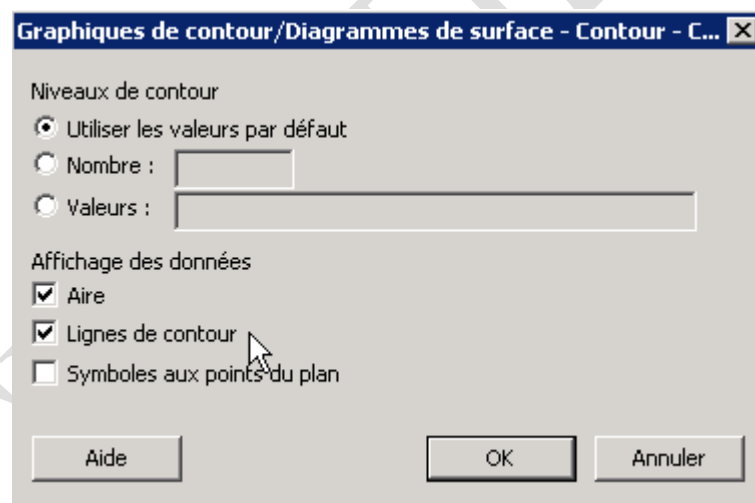 Graphiques de contour/Diagrammes de surface - Contour - C...
Niveaux de contour
Utiliser les valeurs par défaut
Nombre :
Valeurs :
Affichage des données
Aire
Lignes de contour
Symboles aux points du plan
Aide
OK
Annuler